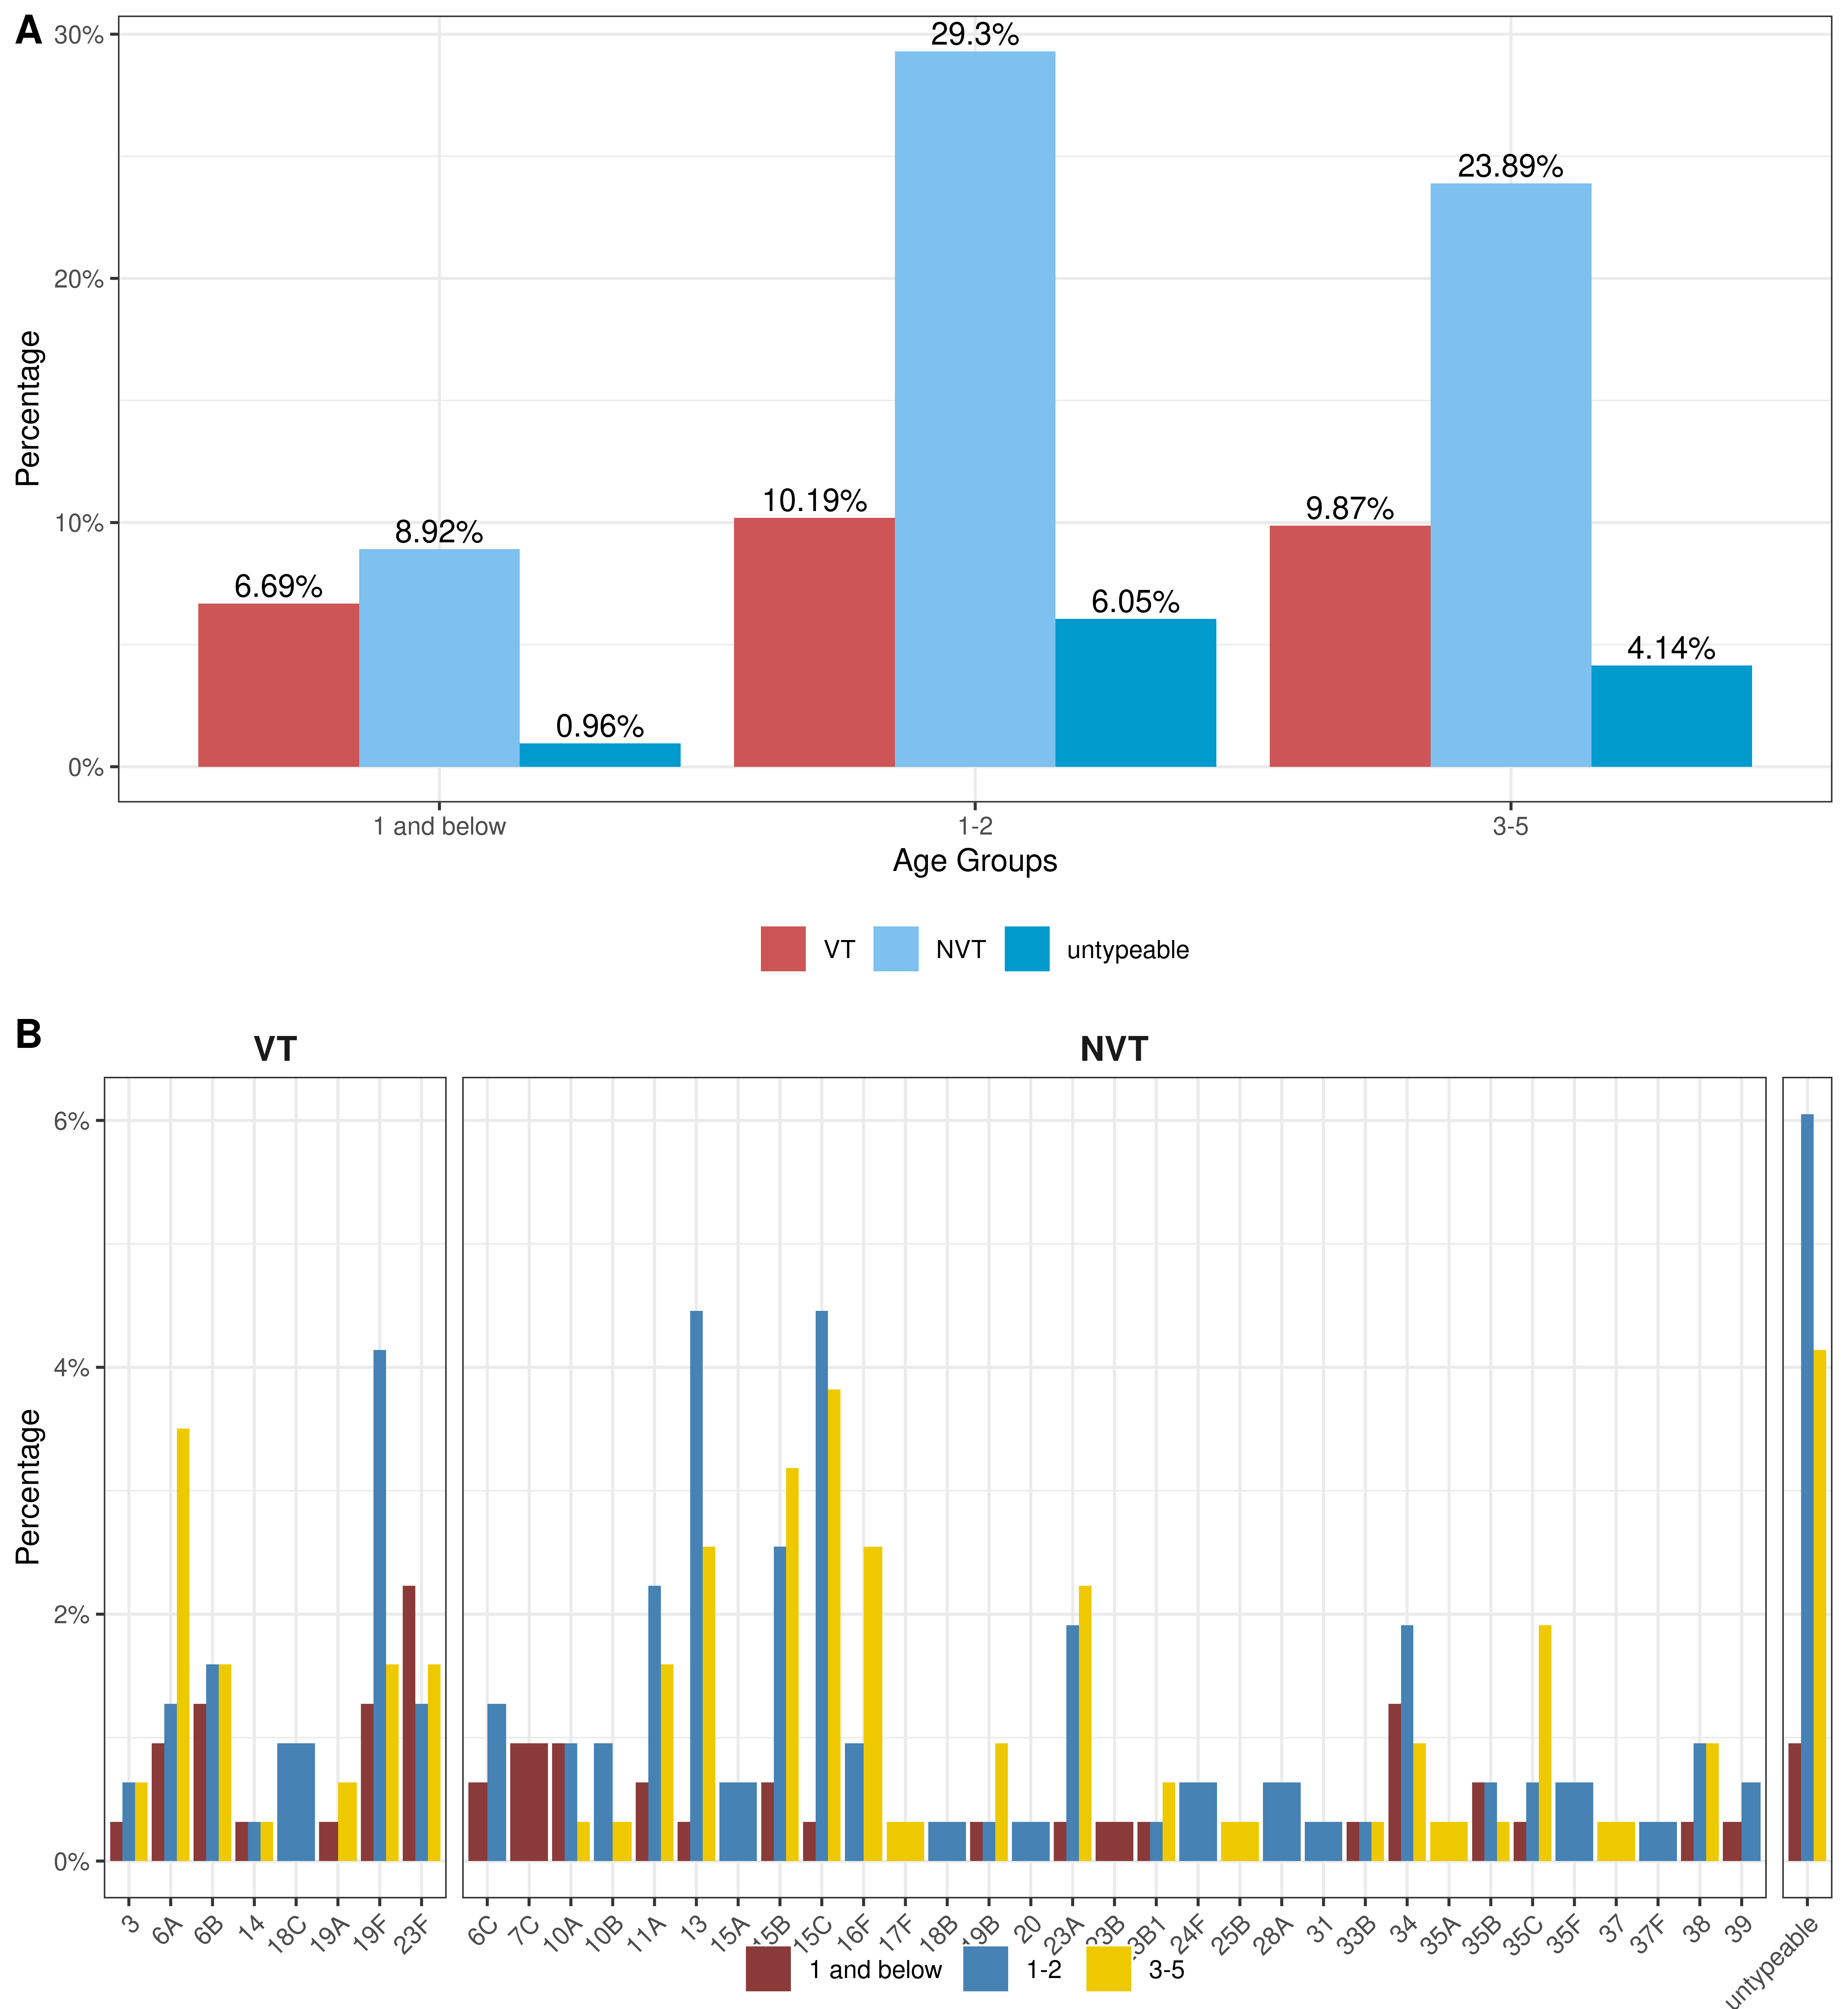 A
30%
20%
10%
0%
Percentage
6.69%
8.92%
0.96%
10.19%
29.3%
6.05%
9.87%
23.89%
4.14%
1 and below
1-2
3-5
Age Groups
VT
NVT
untypeable
B
VT
NVT
6%
4%
2%
0%
Percentage
3
6A
6B
14
18C
19A
19F
23F
6C
7C
10A
10B
11A
13
15A
15B
15C
16F
17F
18B
19B
20
23A
23B
3B1
24F
25B
28A
31
33B
34
35A
35B
35C
35F
37
37F
38
39
untypeable
1 and below
1-2
3-5